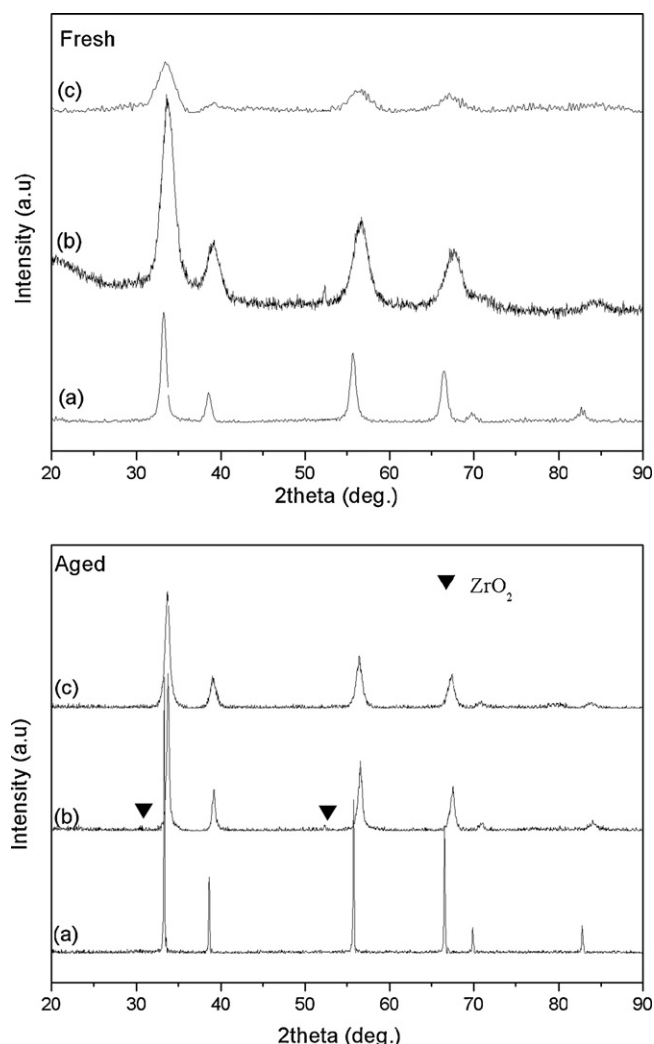 Fresh
(c)
(b)
(a)
Intensity (a.u)
20 30 40 50 60 70 80 90
2theta (deg.)
Aged
▼ ZrO₂
(c)
(b)
(a)
Intensity (a.u)
20 30 40 50 60 70 80 90
2theta (deg.)